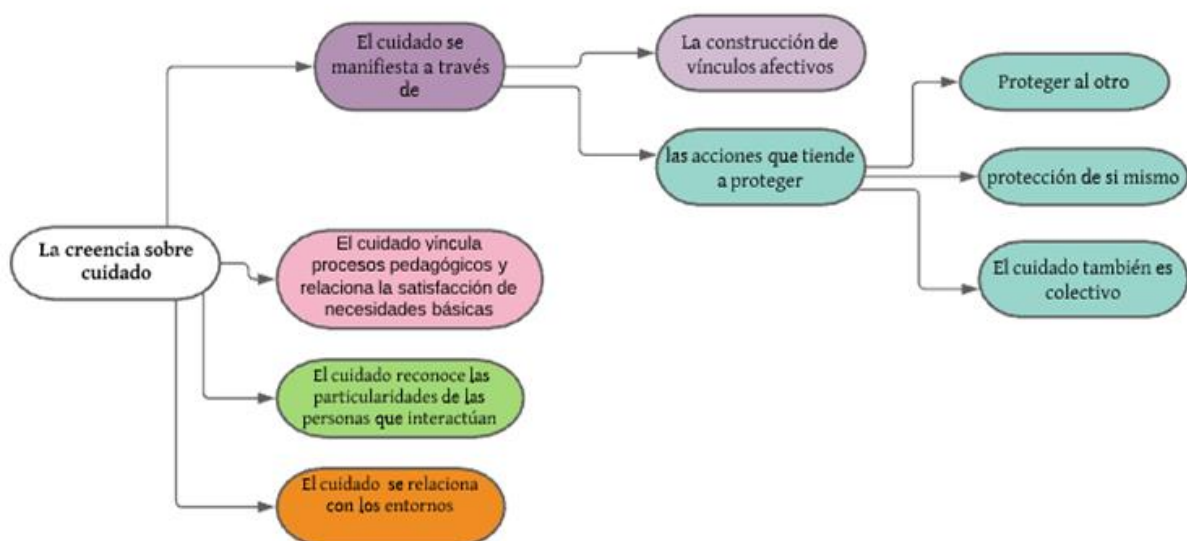 El cuidado se
manifiesta a través
de
La construcción de
vínculos afectivos
Proteger al otro
las acciones que tiende
a proteger
protección de si mismo
La creencia sobre
cuidado
El cuidado víncula
procesos pedagógicos y
relaciona la satisfacción de
necesidades básicas
El cuidado también es
colectivo
El cuidado reconoce las
particularidades de las
personas que interactúan
El cuidado se relaciona
con los entornos